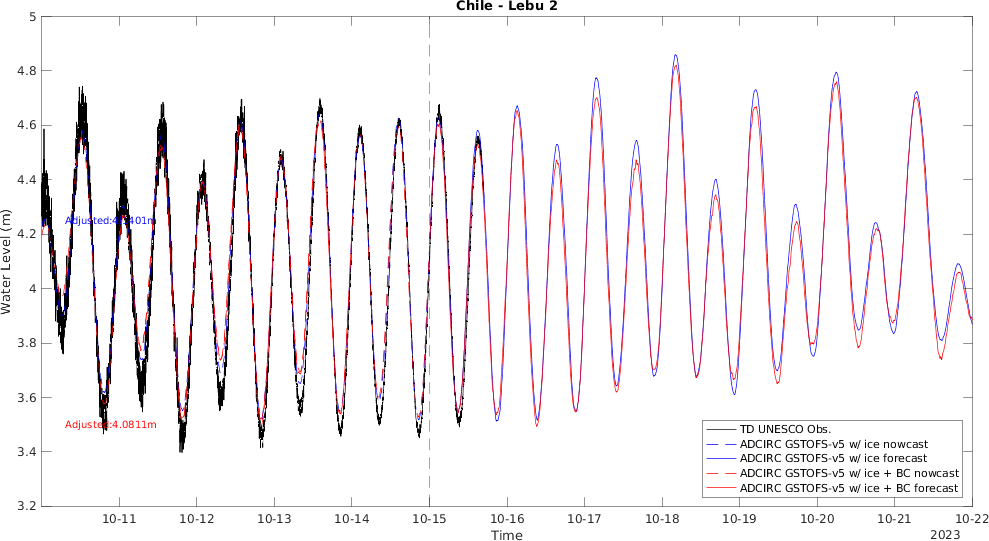 Chile - Lebu 2
Water Level (m)
5
4.8
4.6
4.4
4.2
4
3.8
3.6
3.4
3.2
Adjusted:4.0811m
10-11
10-12
10-13
10-14
10-15
10-16
10-17
10-18
10-19
10-20
10-21
10-22
Time
2023
TD UNESCO Obs.
ADCIRC GSTOFS-v5 w/ ice nowcast
ADCIRC GSTOFS-v5 w/ ice forecast
ADCIRC GSTOFS-v5 w/ ice + BC nowcast
ADCIRC GSTOFS-v5 w/ ice + BC forecast